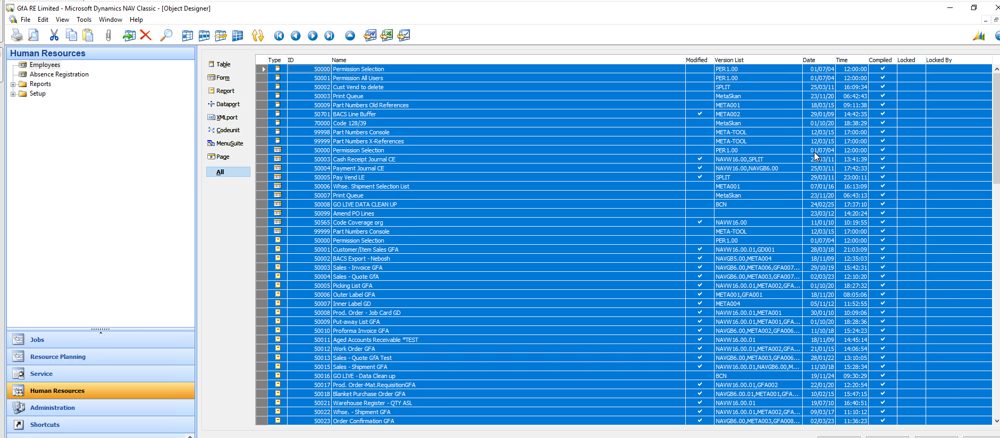 GfA RE Limited - Microsoft Dynamics NAV Classic - [Object Designer]
File Edit View Tools Window Help
Human Resources
Employees
Absence Registration
Reports
Setup
Jobs
Resource Planning
Service
Human Resources
Administration
Shortcuts
Table
Form
Report
Dataport
XMLport
Codeunit
MenuSuite
Page
All
Type ID Name Modified Version List Date Time Compiled Locked Locked By
50000 Permission Selection PER1.00 01/07/04 12:00:00
50001 Permission All Users PER1.00 01/07/04 12:00:00
50002 Cust Vend to delete SPLIT 25/03/11 16:09:34
50003 Print Queue MetaSkan 23/11/20 06:42:43
50009 Part Numbers Old References META001 18/03/15 09:11:38
50701 BACS Line Buffer META002 29/01/09 14:42:35
70000 Code 128/39 MetaSkan 01/10/20 18:38:29
99998 Part Numbers Console META-TOOL 12/03/15 17:00:00
99999 Part Numbers X-References META-TOOL 12/03/15 17:00:00
50000 Permission Selection PER1.00 01/07/04 12:00:00
50003 Cash Receipt Journal CE NAVW16.00,SPLIT 13:41:39
50004 Payment Journal CE NAVW16.00,NAVGB6.00 25/03/11 17:42:33
50005 Pay Vend LE SPLIT 29/03/11 23:00:11
50006 Whse. Shipment Selection List META001 07/01/16 16:13:09
50007 Print Queue MetaSkan 23/11/20 06:43:13
50008 GO LIVE DATA CLEAN UP BCN 24/02/25 17:37:10
50099 Amend PO Lines 23/03/12 14:20:24
50565 Code Coverage org NAVW16.00 11/01/10 10:19:55
99999 Part Numbers Console META-TOOL 12/03/15 17:00:00
50000 Permission Selection PER1.00 01/07/04 12:00:00
50001 Customer/Item Sales GFA NAVW16.00.01,GD001 28/03/18 21:03:09
50002 BACS Export - Nebosh NAVGB5.00,META004 18/11/09 12:35:03
50003 Sales - Invoice GFA NAVGB6.00,META006,GFA007... 29/10/19 15:42:31
50004 Sales - Quote GfA NAVGB6.00,META003,GFA007... 02/03/23 12:10:20
50005 Picking List GFA NAVW16.00.01,META002,GFA... 01/10/20 18:27:32
50006 Outer Label GFA META001,GFA001 18/11/20 08:05:06
50007 Inner Label GD META004 05/11/12 11:52:55
50008 Prod. Order - Job Card GD NAVW16.00.01,META001 30/01/10 10:09:06
50009 Put-away List GFA NAVW16.00.01,META001,GFA... 01/10/20 18:28:36
50010 Proforma Invoice GFA NAVGB6.00,META002,GFA006... 11/10/18 15:24:23
50011 Aged Accounts Receivable *TEST NAVW16.00.01 18/11/09 14:45:14
50012 Work Order GFA NAVW16.00.01,META002,GFA... 21/01/15 14:06:54
50013 Sales - Quote GfA Test NAVGB6.00,META003,GFA006... 28/01/22 13:10:05
50015 Sales - Shipment GFA NAVW16.00.01,NAVGB6.00,M... 11/10/18 15:28:34
50016 GO LIVE - Data Clean up BCN 19/11/24 09:30:29
50017 Prod. Order-Mat.RequisitionGFA NAVW16.00.01,GFA002 22/01/20 12:20:54
50018 Blanket Purchase Order GFA NAVGB6.00.01,META001,GFA... 10/02/15 15:47:15
50021 Warehouse Register - QTY ASL NAVW16.00.01 19/07/10 16:40:51
50022 Whse. - Shipment GFA NAVW16.00.01,META002,GFA... 09/03/17 11:10:12
50023 Order Confirmation GFA NAVGB6.00,META003,GFA008... 02/03/23 11:36:23